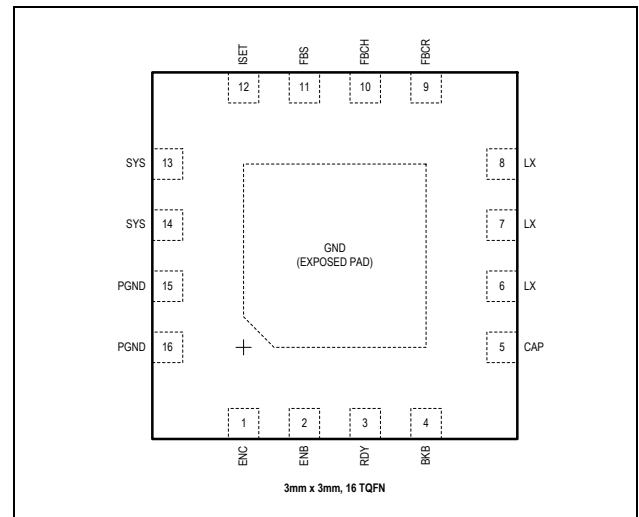 ISET FBS FBCH FBCR
12 11 10 9
SYS 13 8 LX
SYS 14 7 LX
GND
(EXPOSED PAD)
PGND 15 6 LX
PGND 16 5 CAP
1 2 3 4
ENC ENB RDY BKB
3mm x 3mm, 16 TQFN